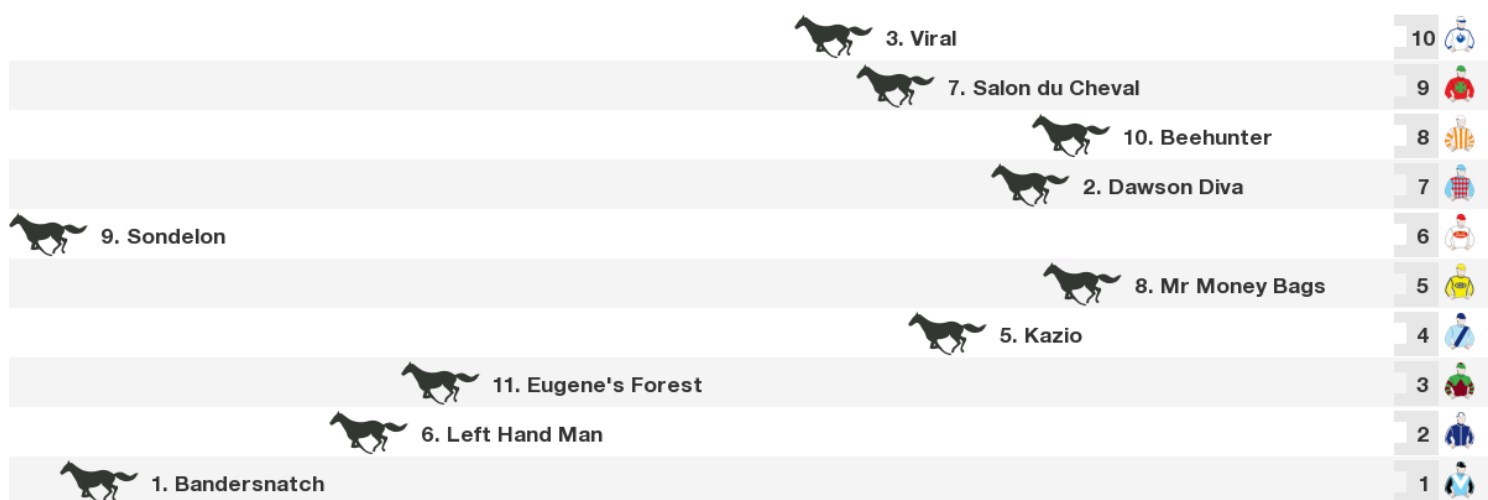 3. Viral 10
7. Salon du Cheval 9
10. Beehunter 8
2. Dawson Diva 7
9. Sondelon 6
8. Mr Money Bags 5
5. Kazio 4
11. Eugene's Forest 3
6. Left Hand Man 2
1. Bandersnatch 1